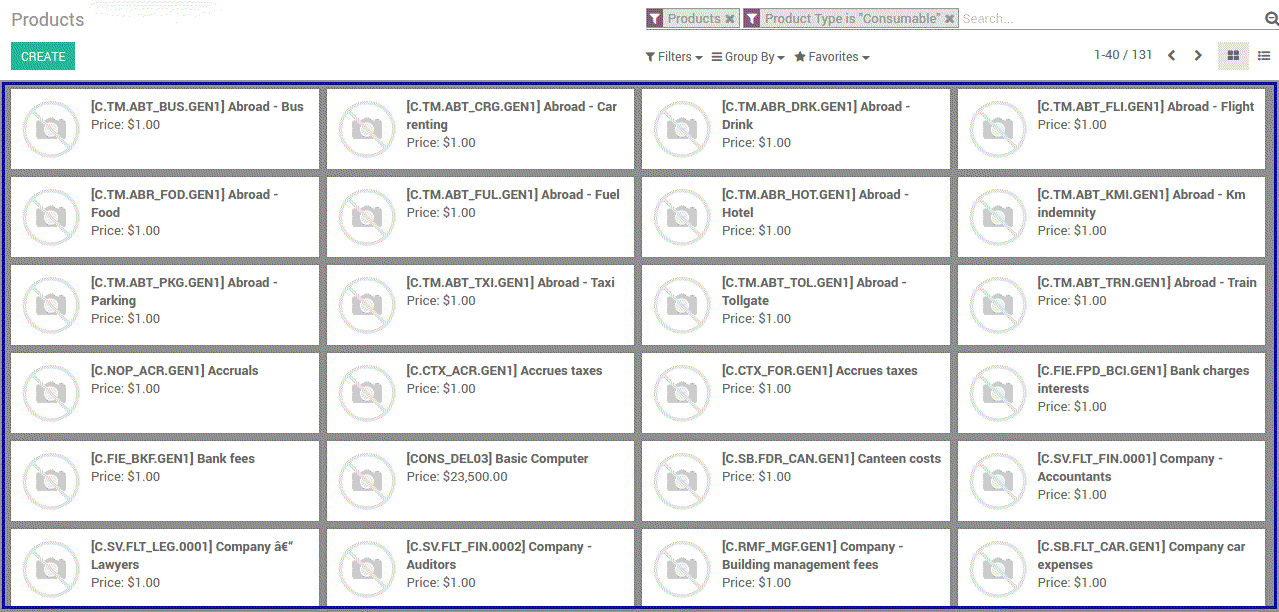 Products
Products ✖ Product Type is "Consumable" ✖ Search...
CREATE
Filters Group By Favorites 1-40 / 131
[C.TM.ABT_BUS.GEN1] Abroad - Bus
Price: $1.00
[C.TM.ABT_CRG.GEN1] Abroad - Car
renting
Price: $1.00
[C.TM.ABR_DRK.GEN1] Abroad -
Drink
Price: $1.00
[C.TM.ABT_FLI.GEN1] Abroad - Flight
Price: $1.00
[C.TM.ABR_FOD.GEN1] Abroad -
Food
Price: $1.00
[C.TM.ABT_FUL.GEN1] Abroad - Fuel
Price: $1.00
[C.TM.ABR_HOT.GEN1] Abroad -
Hotel
Price: $1.00
[C.TM.ABT_KMI.GEN1] Abroad - Km
indemnity
Price: $1.00
[C.TM.ABT_PKG.GEN1] Abroad -
Parking
Price: $1.00
[C.TM.ABT_TXI.GEN1] Abroad - Taxi
Price: $1.00
[C.TM.ABT_TOL.GEN1] Abroad -
Tollgate
Price: $1.00
[C.TM.ABT_TRN.GEN1] Abroad - Train
Price: $1.00
[C.NOP_ACR.GEN1] Accruals
Price: $1.00
[C.CTX_ACR.GEN1] Accrues taxes
Price: $1.00
[C.CTX_FOR.GEN1] Accrues taxes
Price: $1.00
[C.FIE.FPD_BCI.GEN1] Bank charges
interests
Price: $1.00
[C.FIE_BKF.GEN1] Bank fees
Price: $1.00
[CONS_DEL03] Basic Computer
Price: $23,500.00
[C.SB.FDR_CAN.GEN1] Canteen costs
Price: $1.00
[C.SV.FLT_FIN.0001] Company -
Accountants
Price: $1.00
[C.SV.FLT_LEG.0001] Company â€“
Lawyers
Price: $1.00
[C.SV.FLT_FIN.0002] Company -
Auditors
Price: $1.00
[C.RMF_MGF.GEN1] Company -
Building management fees
Price: $1.00
[C.SB.FLT_CAR.GEN1] Company car
expenses
Price: $1.00